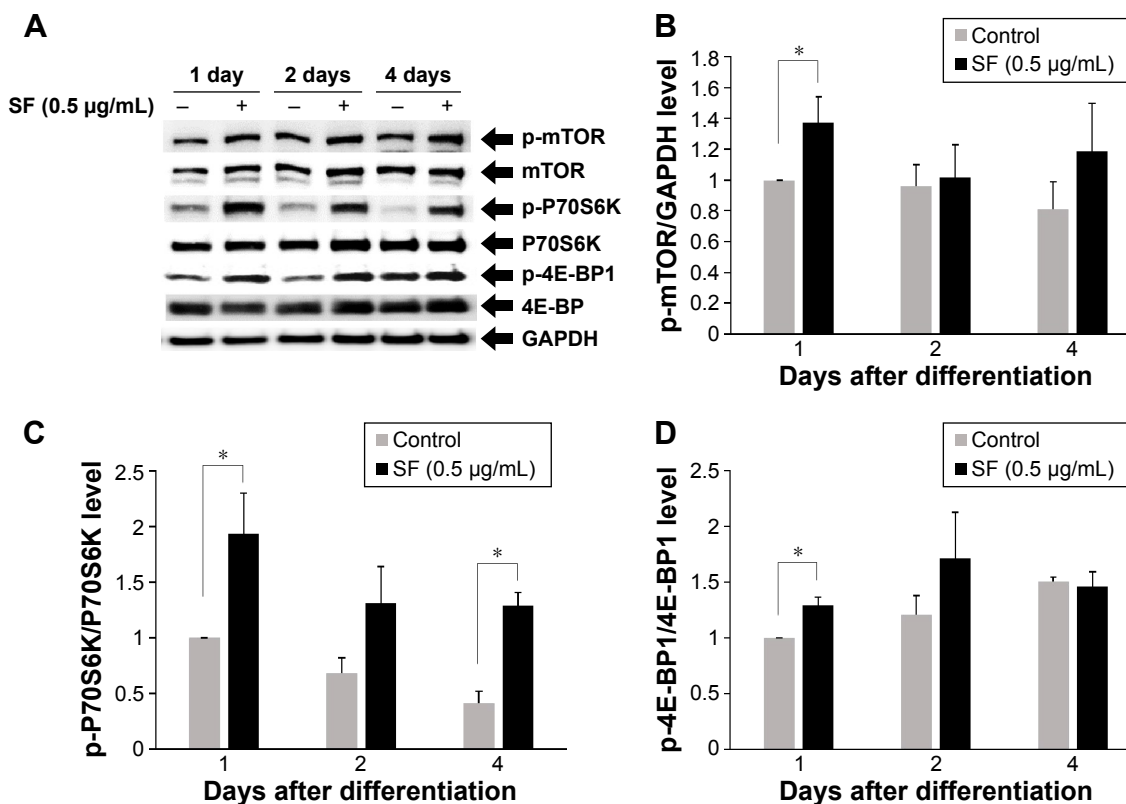 A
1 day 2 days 4 days
SF (0.5 µg/mL) – + – + – +
p-mTOR
mTOR
p-P70S6K
P70S6K
p-4E-BP1
4E-BP
GAPDH
B
Control
SF (0.5 µg/mL)
p-mTOR/GAPDH level
1.8
1.6
1.4
1.2
1
0.8
0.6
0.4
0.2
0
*
1 2 4
Days after differentiation
C
Control
SF (0.5 µg/mL)
p-P70S6K/P70S6K level
2.5
2
1.5
1
0.5
0
* *
1 2 4
Days after differentiation
D
Control
SF (0.5 µg/mL)
p-4E-BP1/4E-BP1 level
2.5
2
1.5
1
0.5
0
*
1 2 4
Days after differentiation